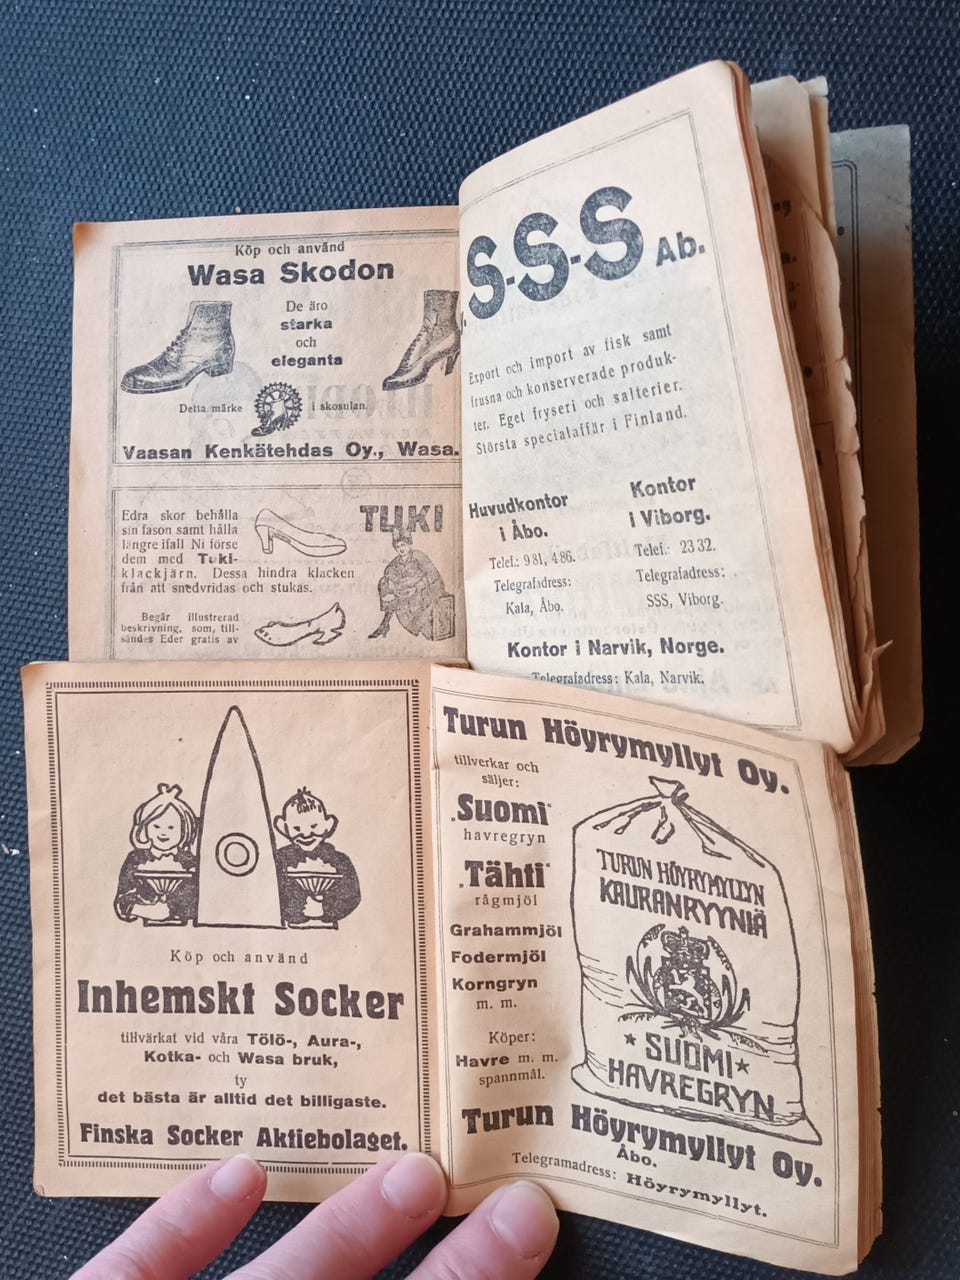 Köp och använd
Wasa Skodon
De äro
starka
och
eleganta
Detta märke i skosulan.
Vaasan Kenkätehdas Oy., Wasa.
Edra skor behålla
sin fason samt hålla
längre ifall Ni förse
dem med Tuki-
klackjärn. Dessa hindra klacken
från att snedvridas och stukas.
Begär illustrerad
beskrivning, som, till-
sändes Eder gratis av
TUKI
S-S-S Ab.
Export och import av fisk samt
frusna och konserverade produk-
ter. Eget fryseri och salterier.
Största specialaffär i Finland.
Huvudkontor
i Åbo.
Telef.: 9 81, 4 86.
Telegrafadress:
Kala, Åbo.
Kontor
i Viborg.
Telef.: 23 32.
Telegrafadress:
SSS, Viborg.
Kontor i Narvik, Norge.
Telegrafadress: Kala, Narvik.
Köp och använd
Inhemskt Socker
tillvärkat vid våra Tölö-, Aura-,
Kotka- och Wasa bruk,
ty
det bästa är alltid det billigaste.
Finska Socker Aktiebolaget.
Turun Höyrymyllyt Oy.
tillverkar och
säljer:
„Suomi“
havregryn
„Tähti“
rågmjöl
Grahammjöl
Fodermjöl
Korngryn
m. m.
Köper:
Havre m. m.
spannmål.
TURUN HÖYRYMYLLYN
KAURANRYYNIÄ
★ SUOMI ★
HAVREGRYN
Turun Höyrymyllyt Oy.
Åbo.
Telegramadress: Höyrymyllyt.